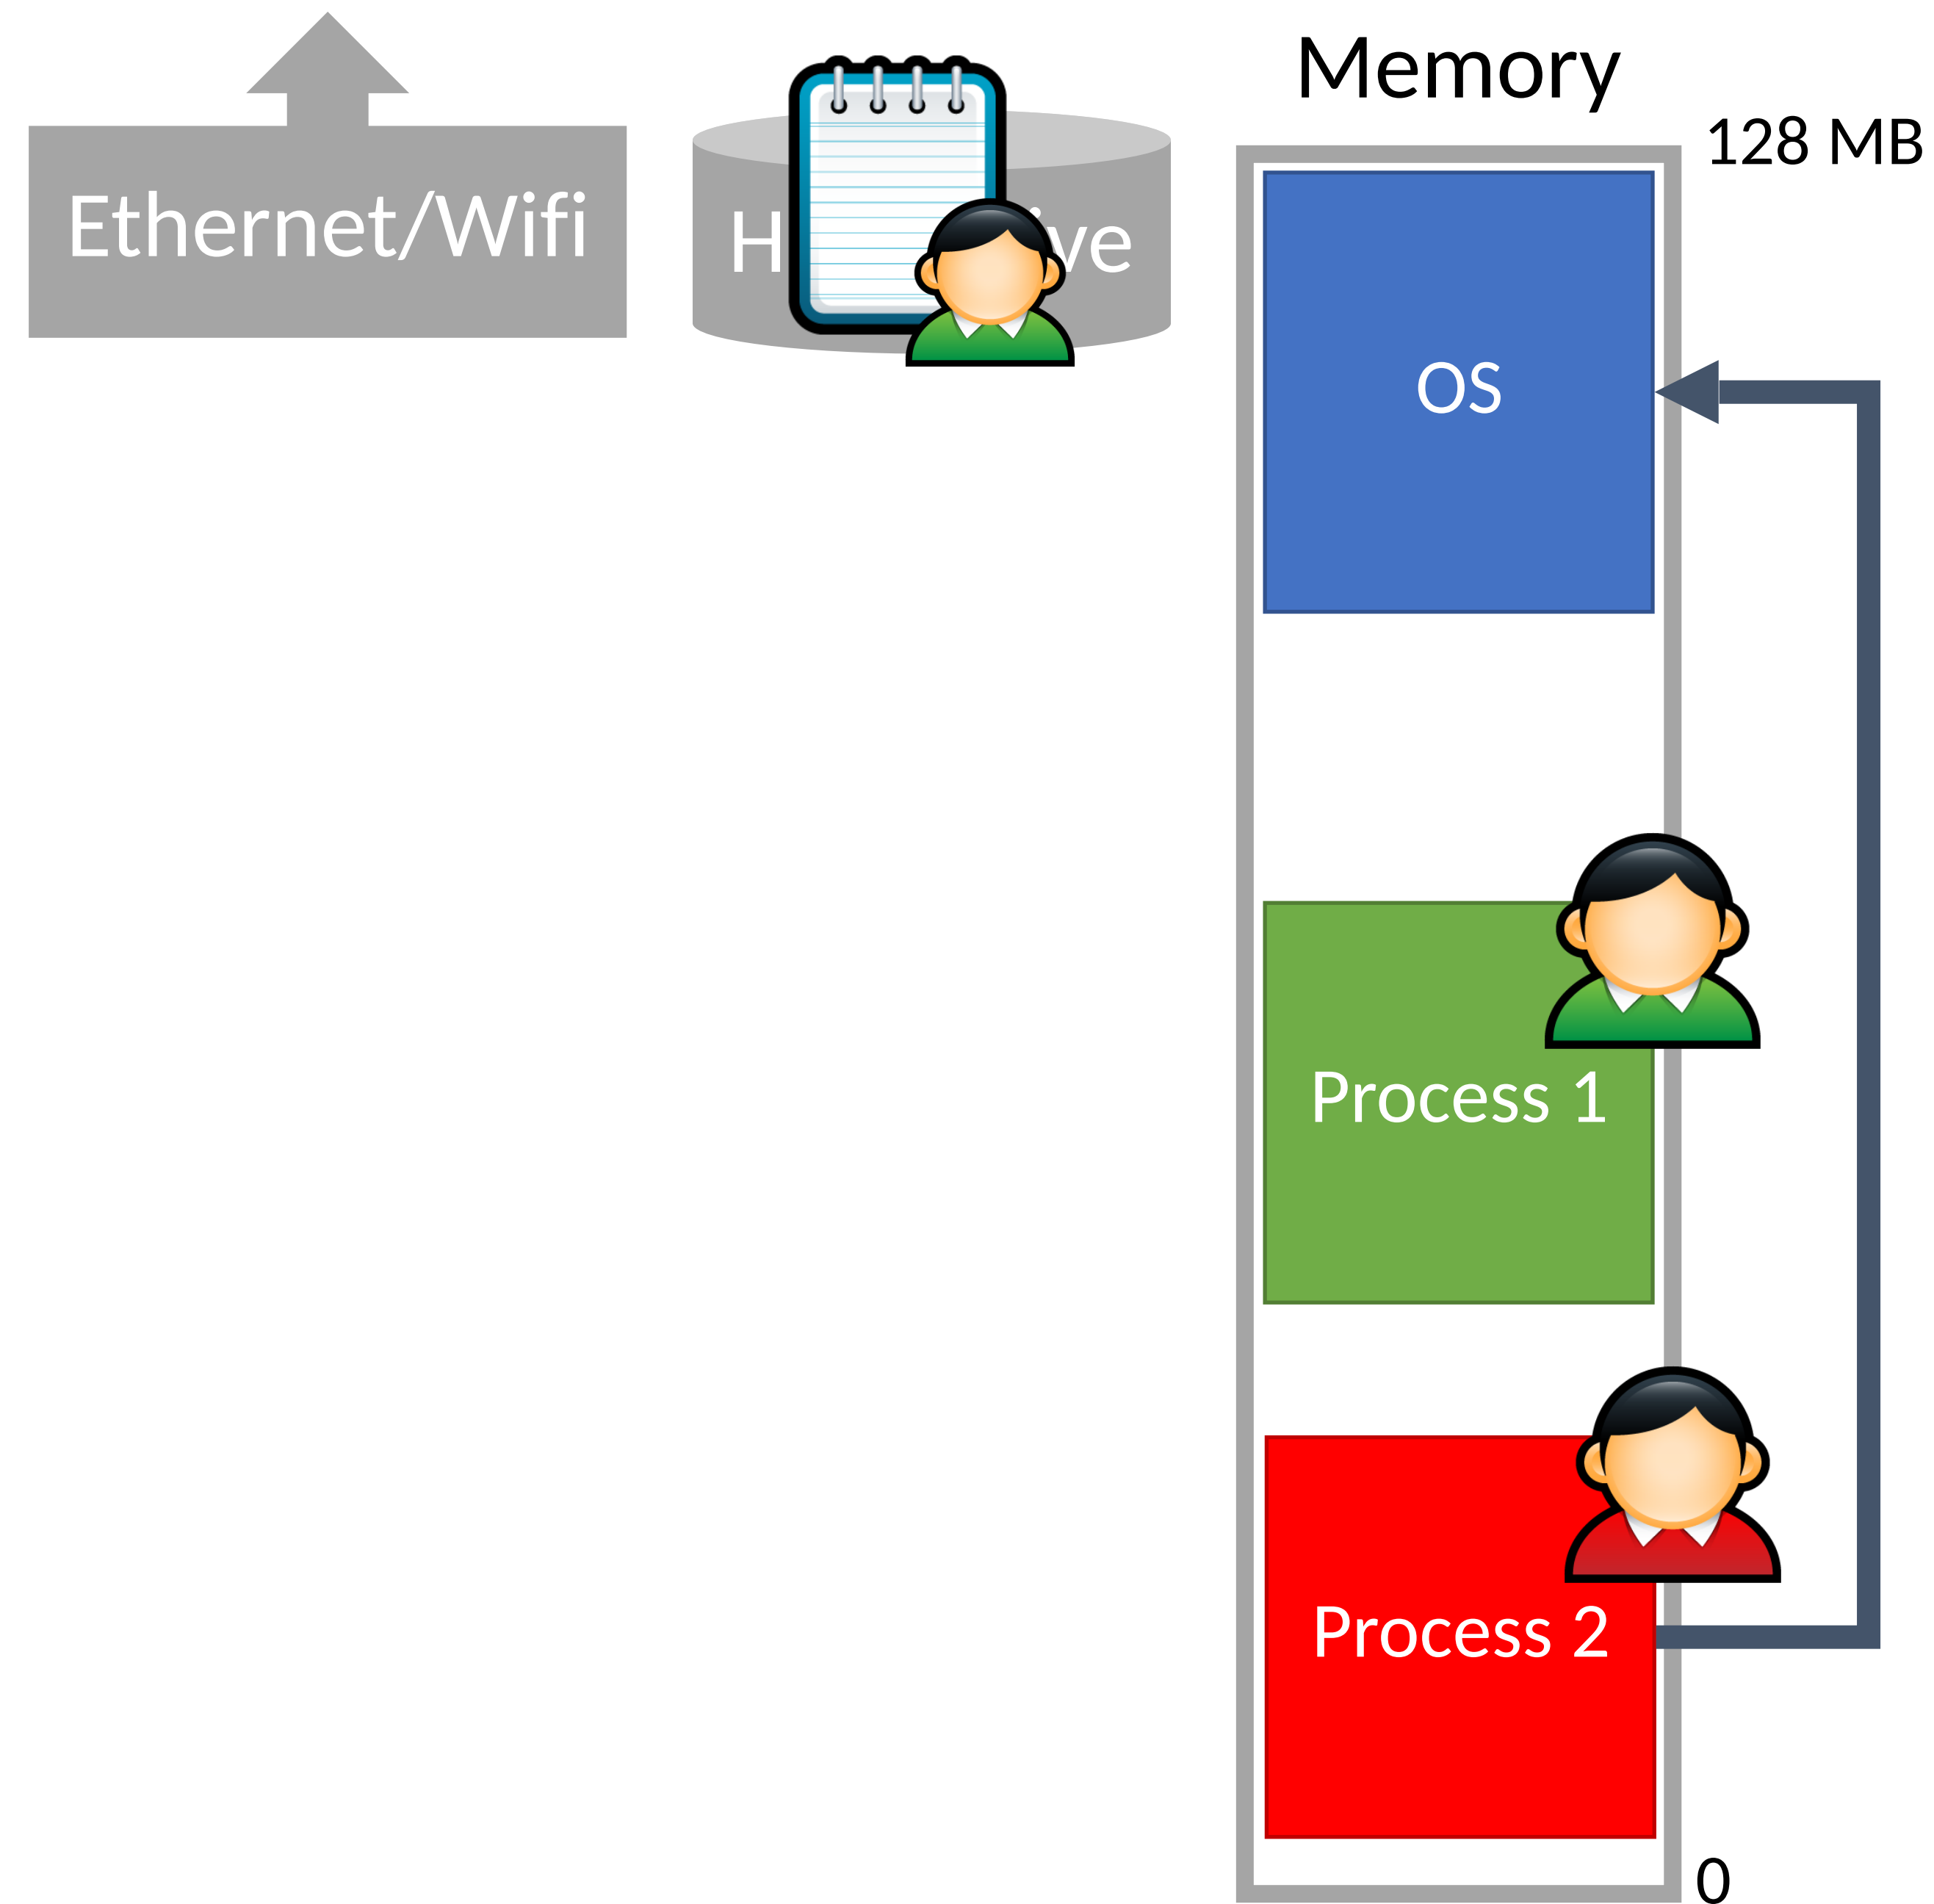 Ethernet/Wifi
Memory
128 MB
OS
Process 1
Process 2
0